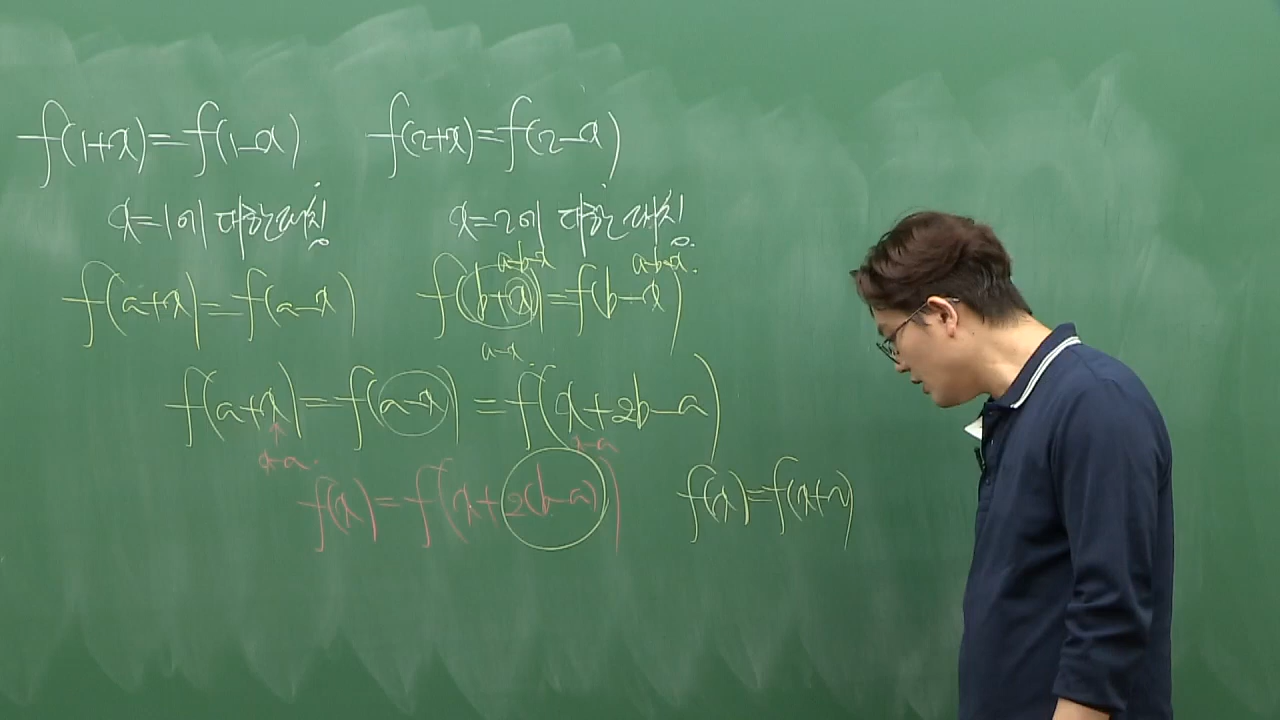 f(1+x)=f(1-x) f(2+x)=f(2-x)
x=1에 대한 대칭 x=2에 대한 대칭
a-b-x a-b-x.
f(a+x)=f(a-x) f(b+x)=f(b-x)
a-x
f(a+x)=f(a-x)=f(x+2b-a)
x-a. x-a
f(x)=f(x+2(b-a)) f(x)=f(x+2)